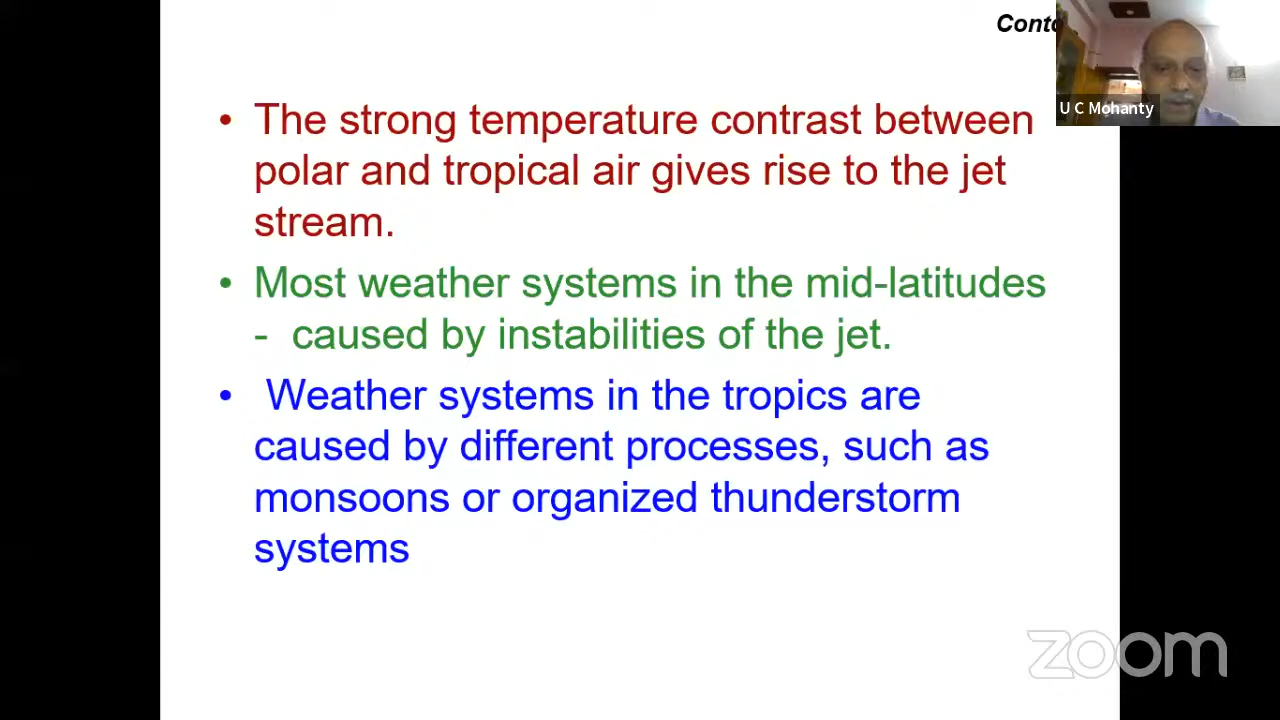 • The strong temperature contrast between
polar and tropical air gives rise to the jet
stream.
• Most weather systems in the mid-latitudes
- caused by instabilities of the jet.
• Weather systems in the tropics are
caused by different processes, such as
monsoons or organized thunderstorm
systems
U C Mohanty
zoom